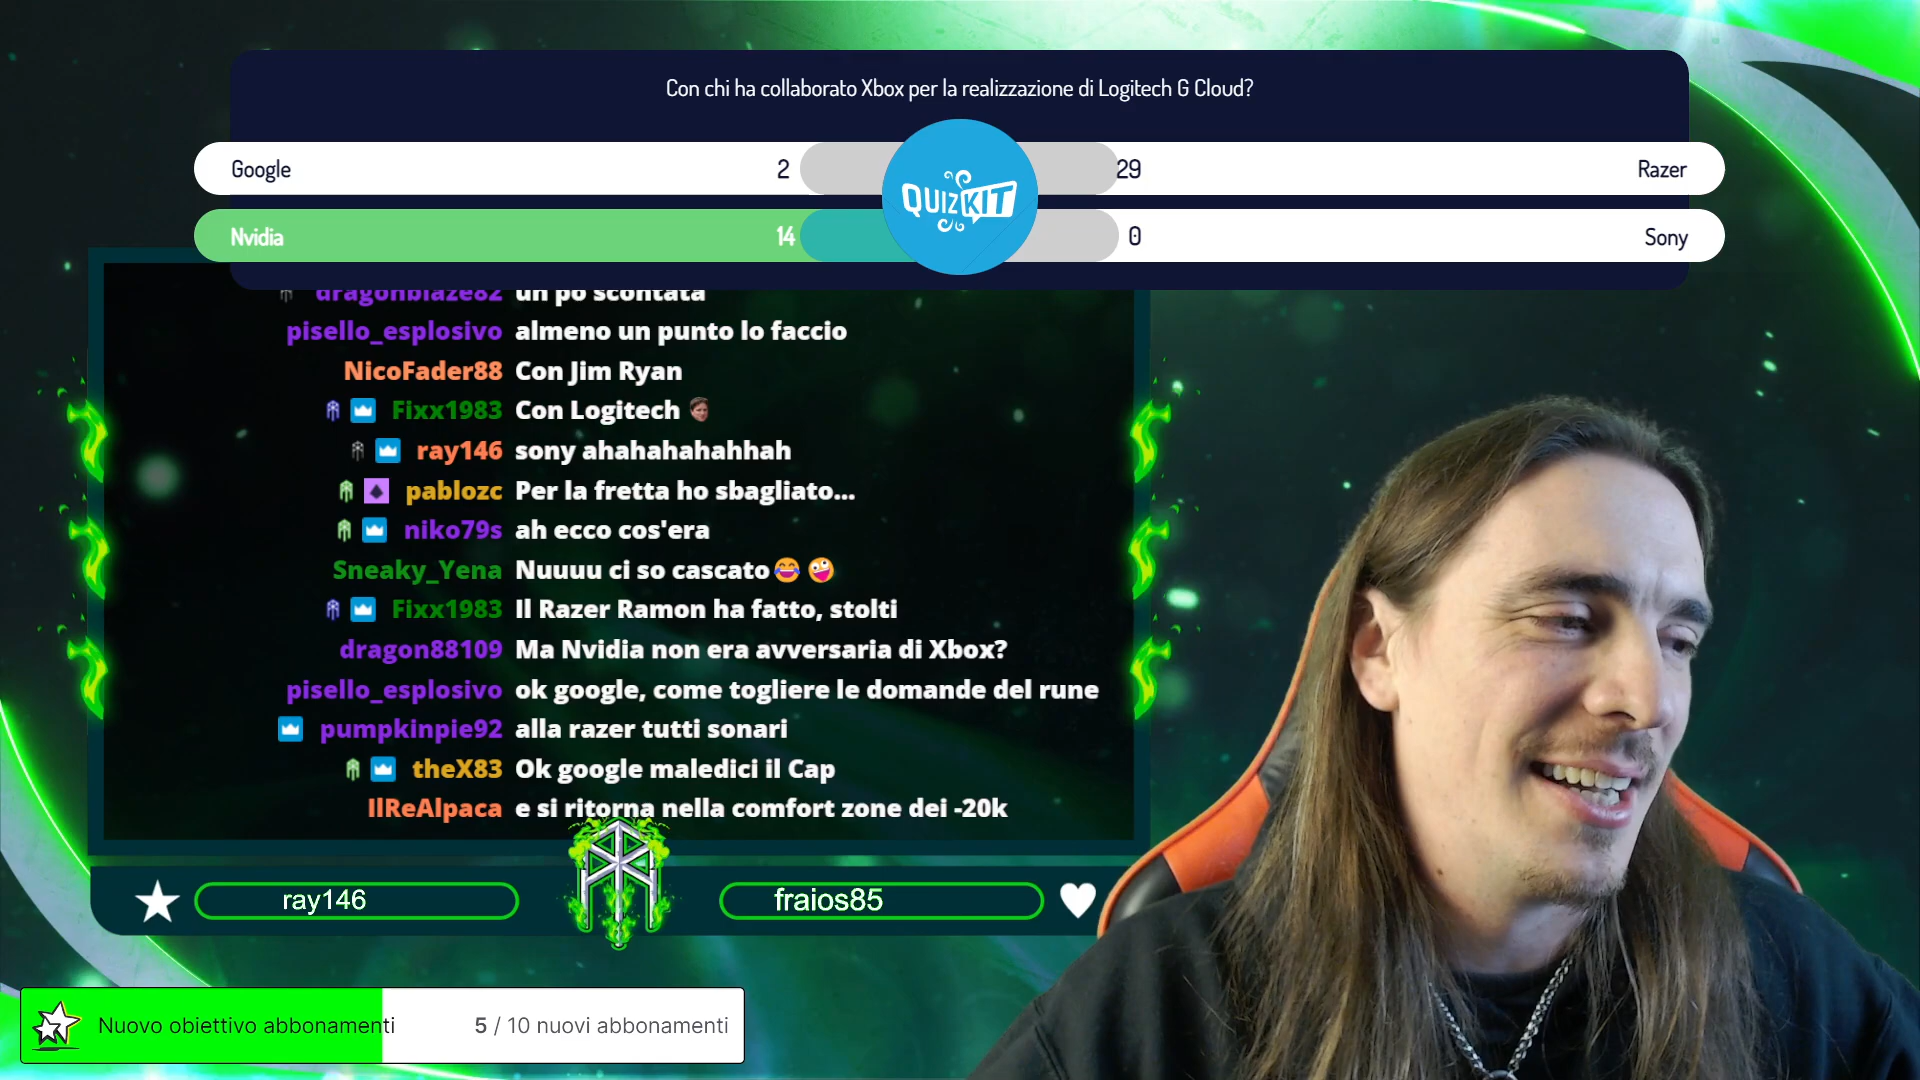 Con chi ha collaborato Xbox per la realizzazione di Logitech G Cloud?
Google 2 29 Razer
QUIZKIT
Nvidia 14 0 Sony
dragonblaze82 un po scontata
pisello_esplosivo almeno un punto lo faccio
NicoFader88 Con Jim Ryan
Fixx1983 Con Logitech
ray146 sony ahahahahahhah
pablozc Per la fretta ho sbagliato...
niko79s ah ecco cos'era
Sneaky_Yena Nuuuu ci so cascato😂 🤪
Fixx1983 Il Razer Ramon ha fatto, stolti
dragon88109 Ma Nvidia non era avversaria di Xbox?
pisello_esplosivo ok google, come togliere le domande del rune
pumpkinpie92 alla razer tutti sonari
theX83 Ok google maledici il Cap
IlReAlpaca e si ritorna nella comfort zone dei -20k
ray146 fraios85
Nuovo obiettivo abbonamenti 5 / 10 nuovi abbonamenti